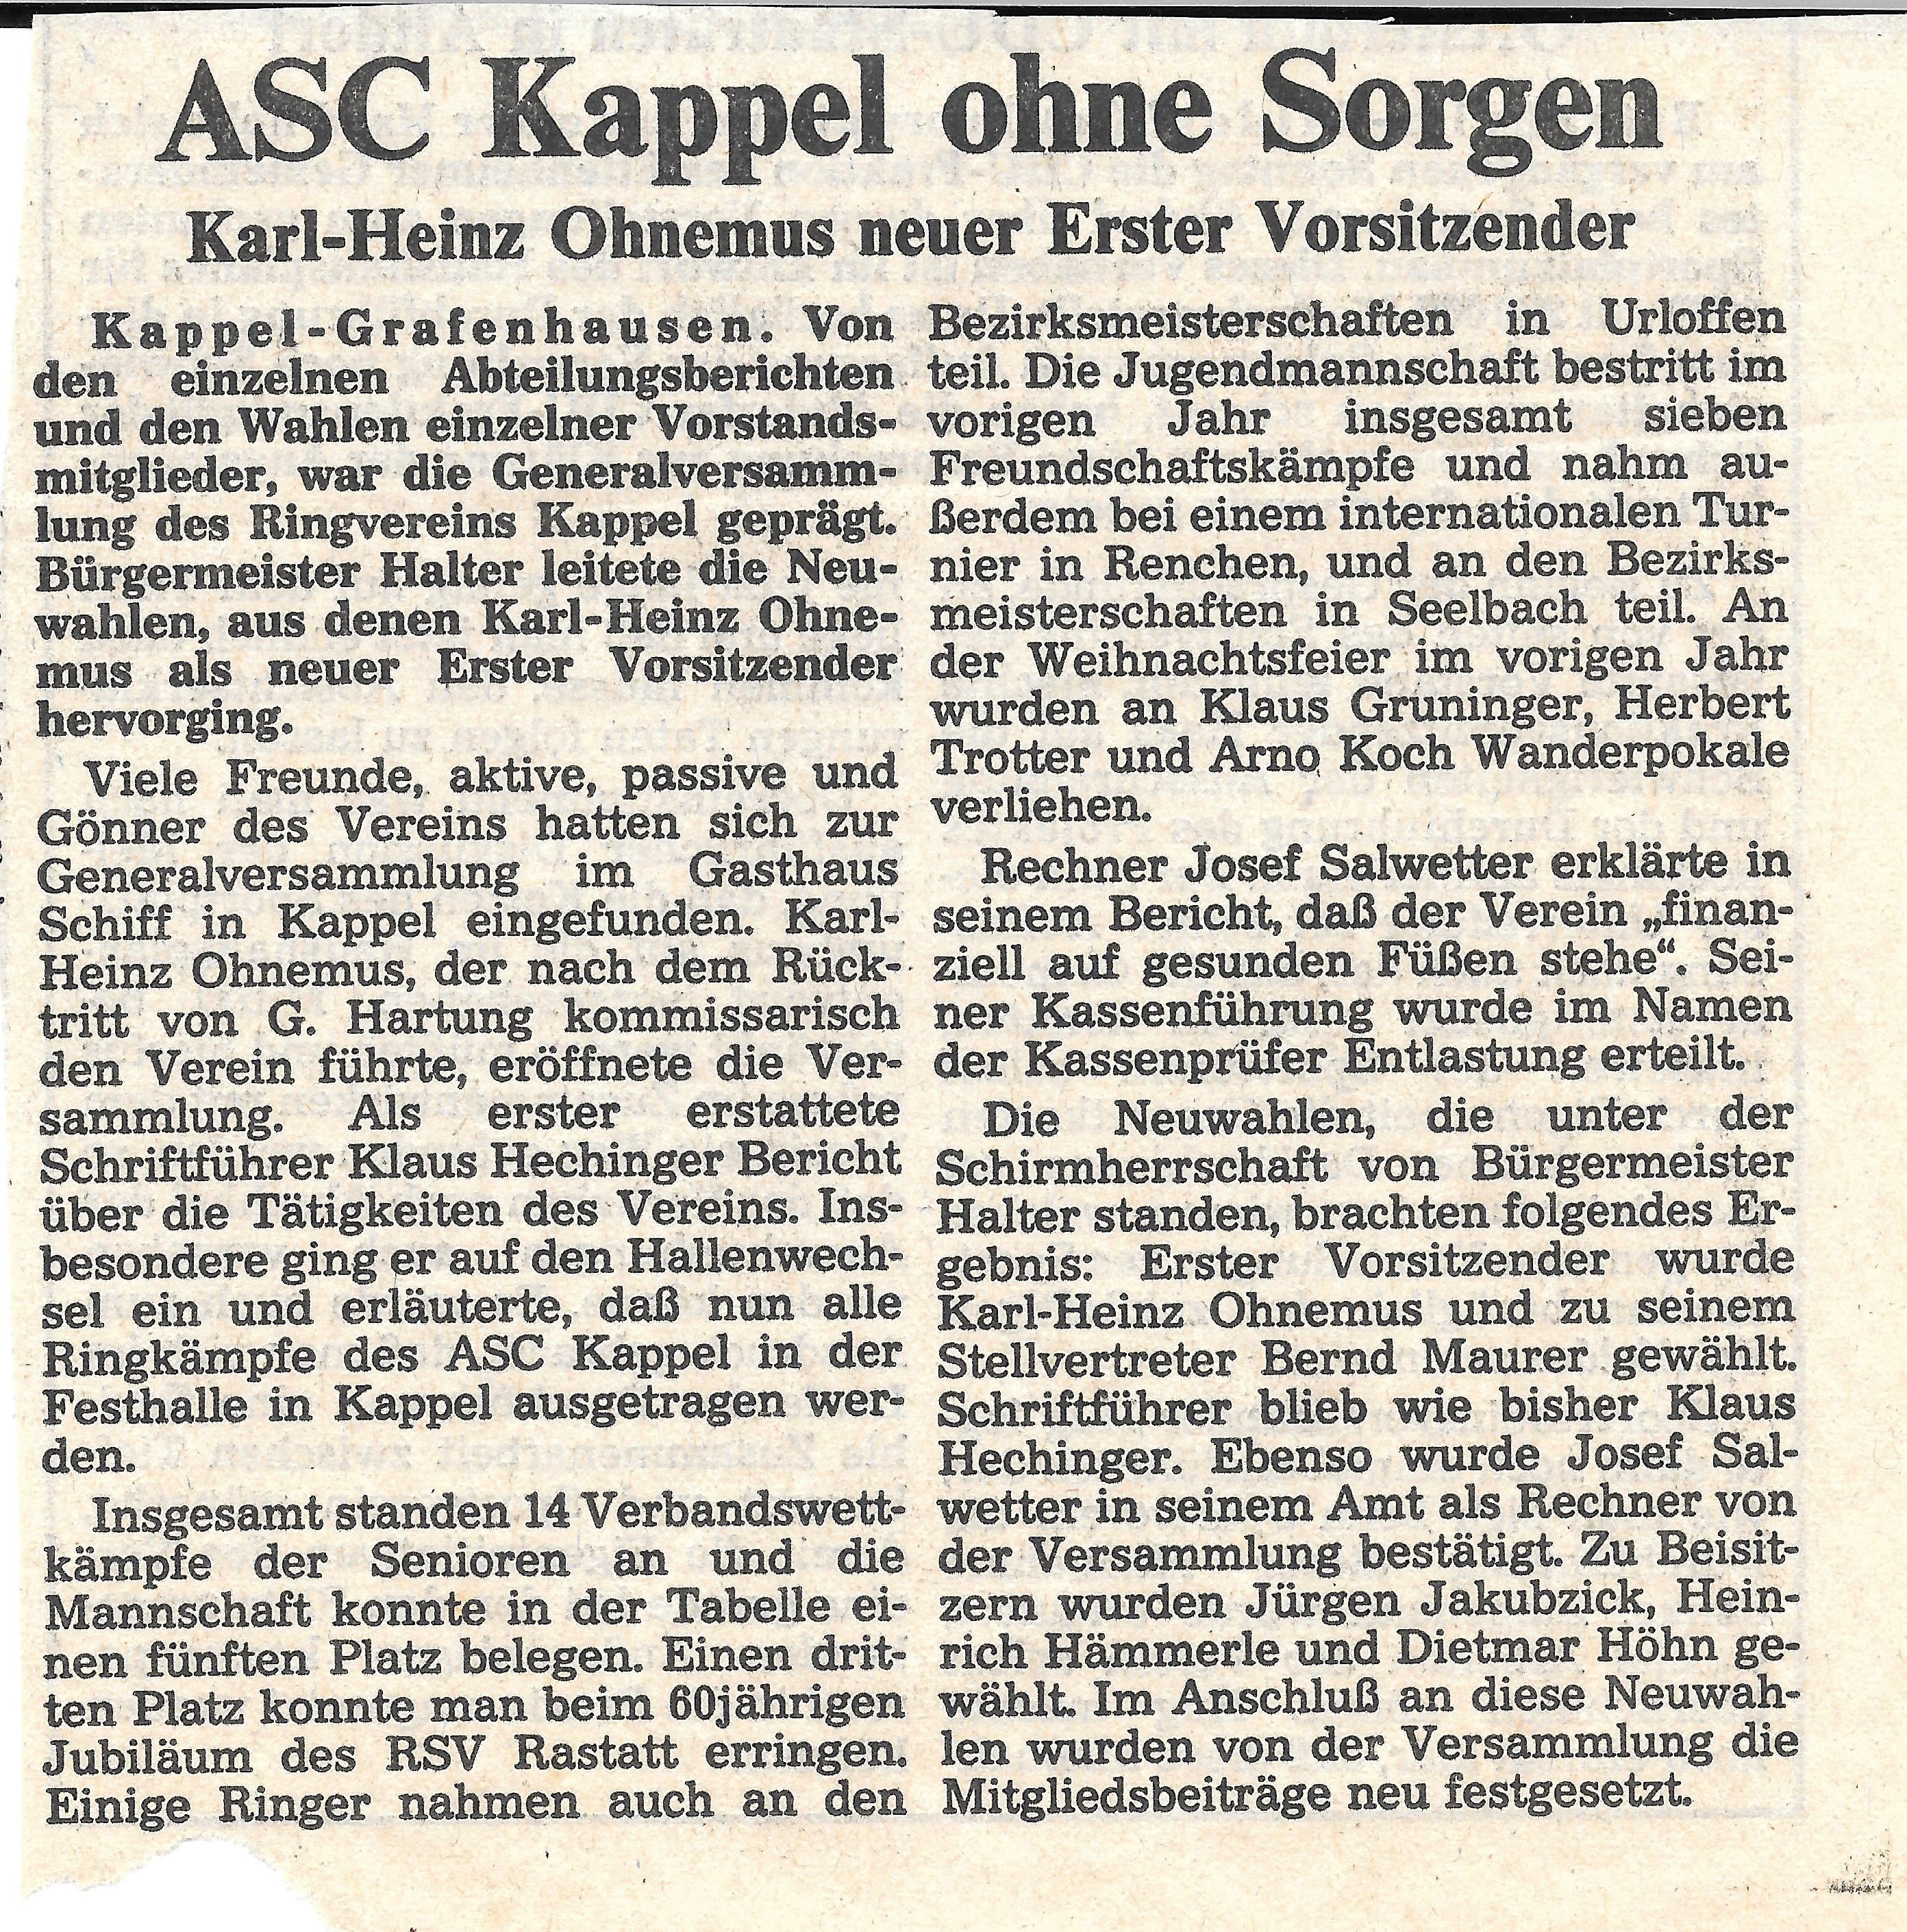 ASC Kappel ohne Sorgen
Karl-Heinz Ohnemus neuer Erster Vorsitzender
Kappel-Grafenhausen. Von
den einzelnen Abteilungsberichten
und den Wahlen einzelner Vorstands-
mitglieder, war die Generalversamm-
lung des Ringvereins Kappel geprägt.
Bürgermeister Halter leitete die Neu-
wahlen, aus denen Karl-Heinz Ohne-
mus als neuer Erster Vorsitzender
hervorging.
Viele Freunde, aktive, passive und
Gönner des Vereins hatten sich zur
Generalversammlung im Gasthaus
Schiff in Kappel eingefunden. Karl-
Heinz Ohnemus, der nach dem Rück-
tritt von G. Hartung kommissarisch
den Verein führte, eröffnete die Ver-
sammlung. Als erster erstattete
Schriftführer Klaus Hechinger Bericht
über die Tätigkeiten des Vereins. Ins-
besondere ging er auf den Hallenwech-
sel ein und erläuterte, daß nun alle
Ringkämpfe des ASC Kappel in der
Festhalle in Kappel ausgetragen wer-
den.
Insgesamt standen 14 Verbandswett-
kämpfe der Senioren an und die
Mannschaft konnte in der Tabelle ei-
nen fünften Platz belegen. Einen drit-
ten Platz konnte man beim 60jährigen
Jubiläum des RSV Rastatt erringen.
Einige Ringer nahmen auch an den
Bezirksmeisterschaften in Urloffen
teil. Die Jugendmannschaft bestritt im
vorigen Jahr insgesamt sieben
Freundschaftskämpfe und nahm au-
ßerdem bei einem internationalen Tur-
nier in Renchen, und an den Bezirks-
meisterschaften in Seelbach teil. An
der Weihnachtsfeier im vorigen Jahr
wurden an Klaus Gruninger, Herbert
Trotter und Arno Koch Wanderpokale
verliehen.
Rechner Josef Salwetter erklärte in
seinem Bericht, daß der Verein „finan-
ziell auf gesunden Füßen stehe“. Sei-
ner Kassenführung wurde im Namen
der Kassenprüfer Entlastung erteilt.
Die Neuwahlen, die unter der
Schirmherrschaft von Bürgermeister
Halter standen, brachten folgendes Er-
gebnis: Erster Vorsitzender wurde
Karl-Heinz Ohnemus und zu seinem
Stellvertreter Bernd Maurer gewählt.
Schriftführer blieb wie bisher Klaus
Hechinger. Ebenso wurde Josef Sal-
wetter in seinem Amt als Rechner von
der Versammlung bestätigt. Zu Beisit-
zern wurden Jürgen Jakubzick, Hein-
rich Hämmerle und Dietmar Höhn ge-
wählt. Im Anschluß an diese Neuwah-
len wurden von der Versammlung die
Mitgliedsbeiträge neu festgesetzt.